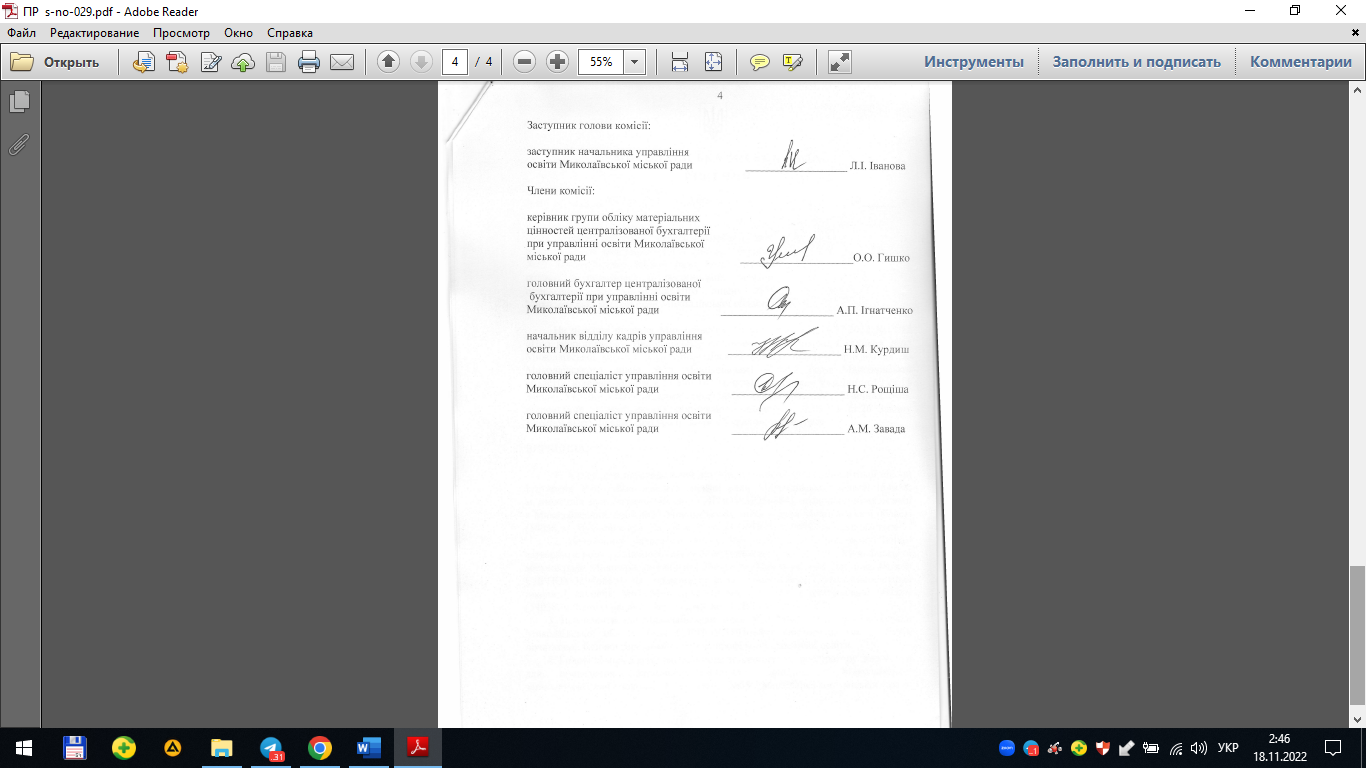 ПР s-no-029.pdf - Adobe Reader
Файл Редактирование Просмотр Окно Справка
Открыть 4 / 4 55% Инструменты Заполнить и подписать Комментарии
4
Заступник голови комісії:
заступник начальника управління
освіти Миколаївської міської ради Л.І. Іванова
Члени комісії:
керівник групи обліку матеріальних
цінностей централізованої бухгалтерії
при управлінні освіти Миколаївської
міської ради О.О. Гишко
головний бухгалтер централізованої
бухгалтерії при управлінні освіти
Миколаївської міської ради А.П. Ігнатченко
начальник відділу кадрів управління
освіти Миколаївської міської ради Н.М. Курдиш
головний спеціаліст управління освіти
Миколаївської міської ради Н.С. Рощіша
головний спеціаліст управління освіти
Миколаївської міської ради А.М. Завада
31
УКР
2:46
18.11.2022